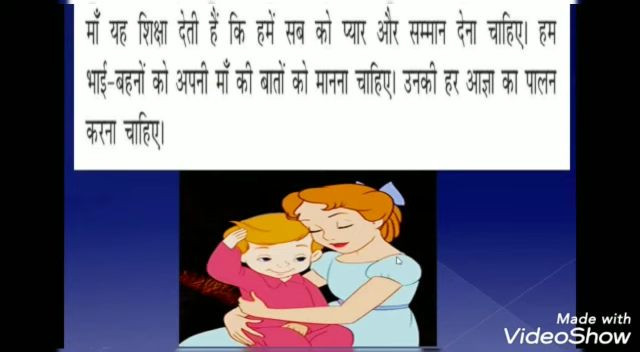 माँ यह शिक्षा देती हैं कि हमें सब को प्यार और सम्मान देना चाहिए। हम
भाई-बहनों को अपनी माँ की बातों को मानना चाहिए। उनकी हर आज्ञा का पालन
करना चाहिए।
Made with
VideoShow